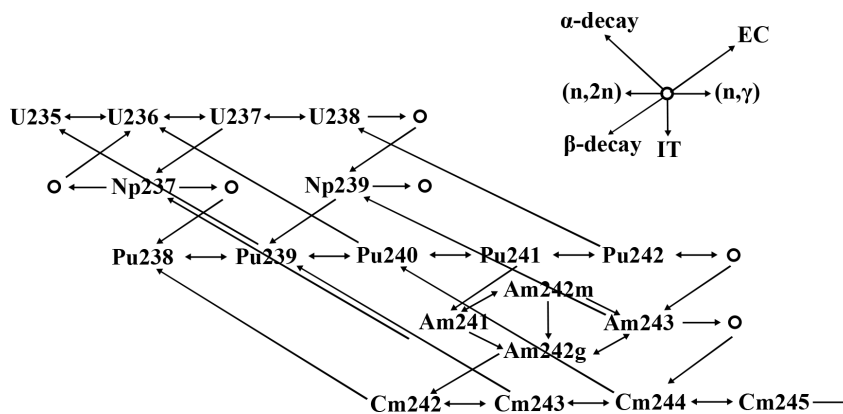 α-decay
EC
(n,2n) (n,γ)
β-decay IT
U235 U236 U237 U238
Np237 Np239
Pu238 Pu239 Pu240 Pu241 Pu242
Am242m
Am241 Am243
Am242g
Cm242 Cm243 Cm244 Cm245